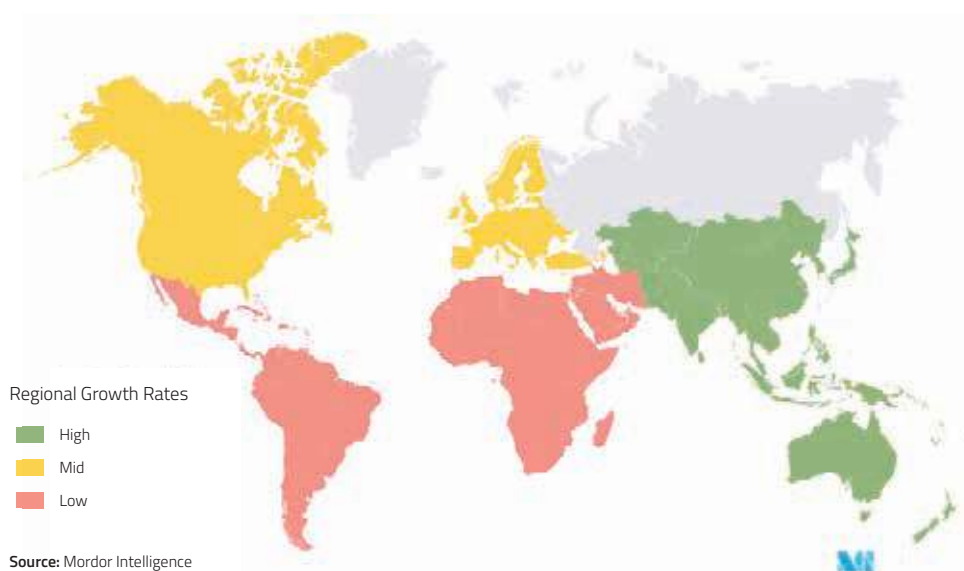 Regional Growth Rates
High
Mid
Low
Source: Mordor Intelligence